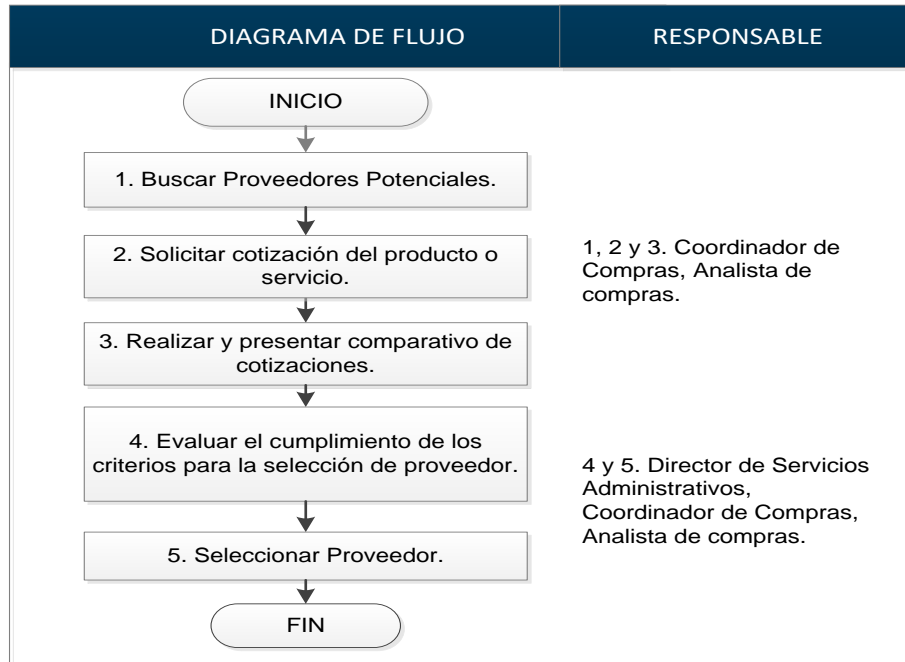 DIAGRAMA DE FLUJO
RESPONSABLE
INICIO
1. Buscar Proveedores Potenciales.
2. Solicitar cotización del producto o
servicio.
3. Realizar y presentar comparativo de
cotizaciones.
1, 2 y 3. Coordinador de
Compras, Analista de
compras.
4. Evaluar el cumplimiento de los
criterios para la selección de proveedor.
5. Seleccionar Proveedor.
4 y 5. Director de Servicios
Administrativos,
Coordinador de Compras,
Analista de compras.
FIN